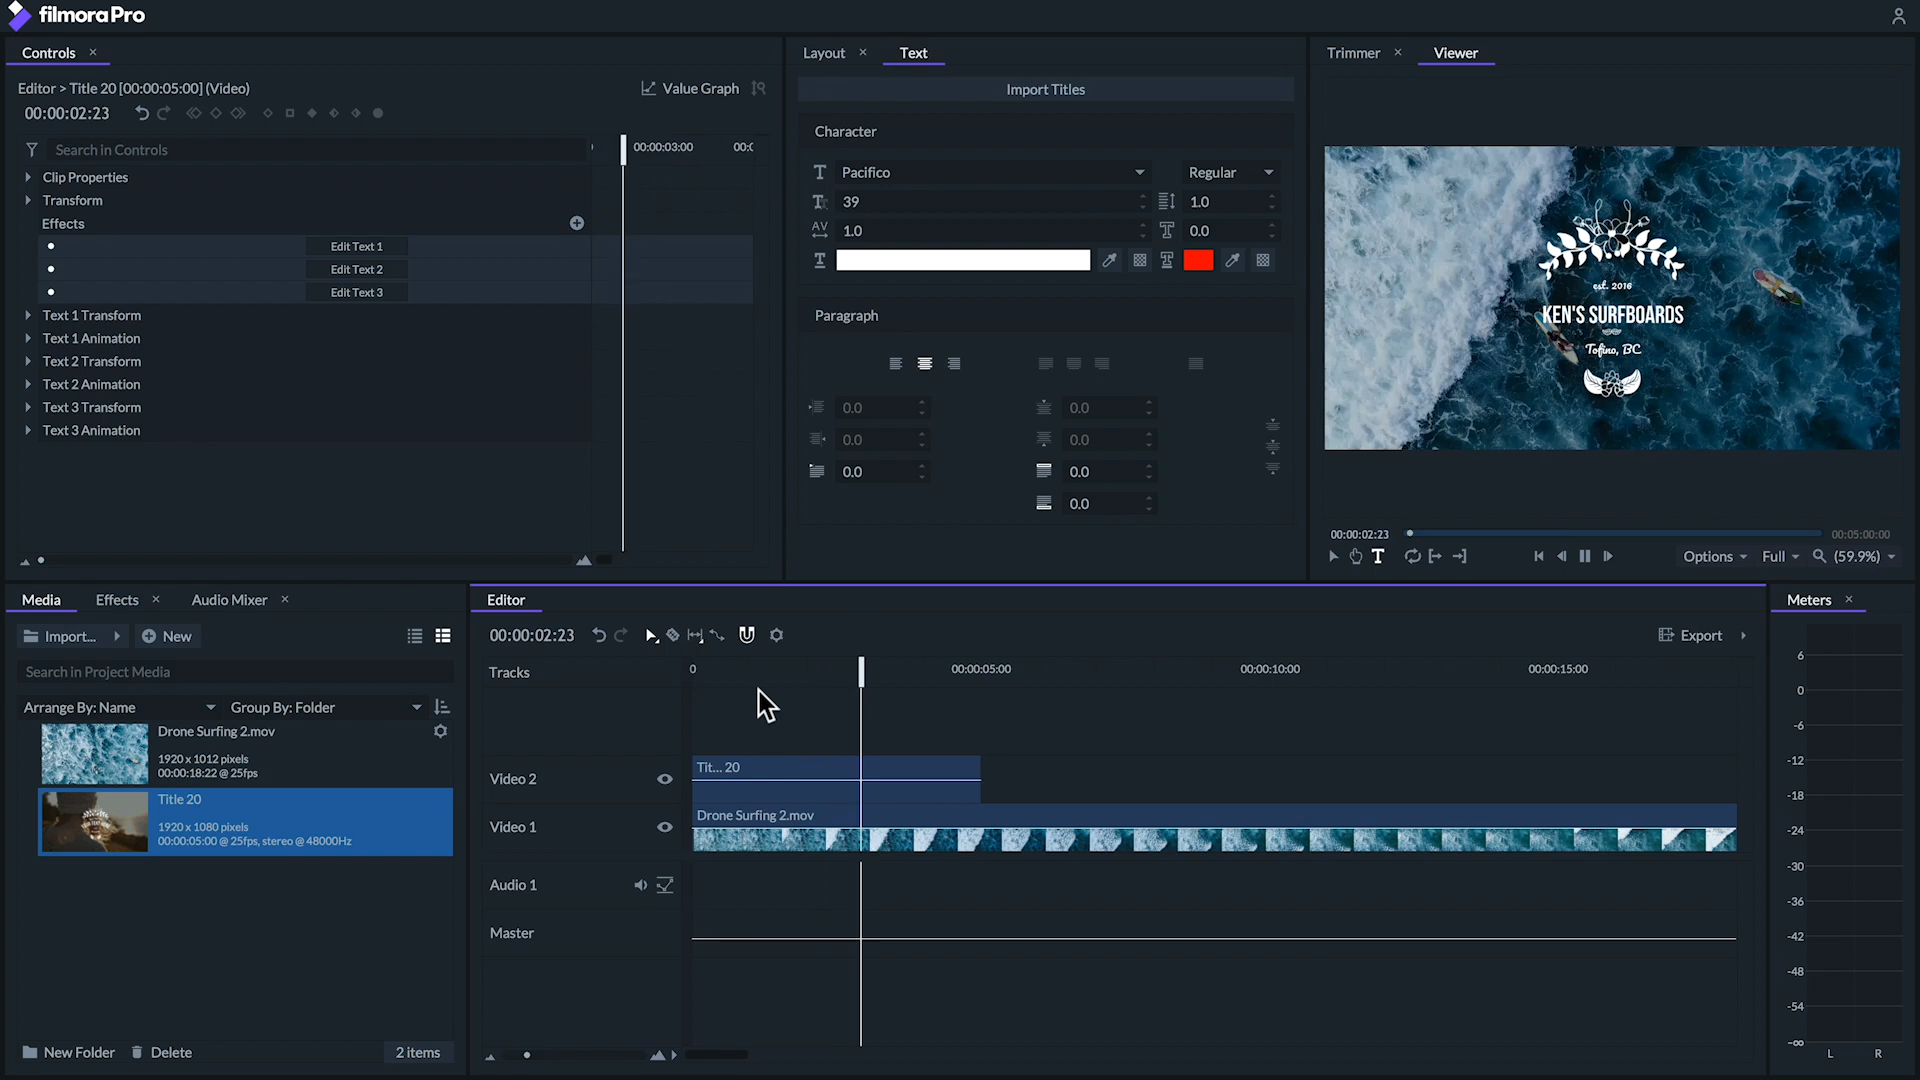 filmoraPro
Controls
Editor > Title 20 [00:00:05:00] (Video)
Value Graph
00:00:02:23
Search in Controls
00:00:03:00
00:0
Clip Properties
Transform
Effects
Edit Text 1
Edit Text 2
Edit Text 3
Text 1 Transform
Text 1 Animation
Text 2 Transform
Text 2 Animation
Text 3 Transform
Text 3 Animation
Layout
Text
Import Titles
Character
Pacifico
Regular
39
1.0
1.0
0.0
Paragraph
0.0
0.0
0.0
0.0
0.0
0.0
0.0
Trimmer
Viewer
est. 2016
KEN'S SURFBOARDS
Tofino, BC
00:00:02:23
00:05:00:00
Options
Full
(59.9%)
Media
Effects
Audio Mixer
Import...
New
Search in Project Media
Arrange By: Name
Group By: Folder
Drone Surfing 2.mov
1920 x 1012 pixels
00:00:18:22 @ 25fps
Title 20
1920 x 1080 pixels
00:00:05:00 @ 25fps, stereo @ 48000Hz
New Folder
Delete
2 items
Editor
00:00:02:23
Export
Tracks
0
00:00:05:00
00:00:10:00
00:00:15:00
Video 2
Tit... 20
Video 1
Drone Surfing 2.mov
Audio 1
Master
Meters
6
0
-6
-12
-18
-24
-30
-36
-42
-48
-54
-∞
L
R